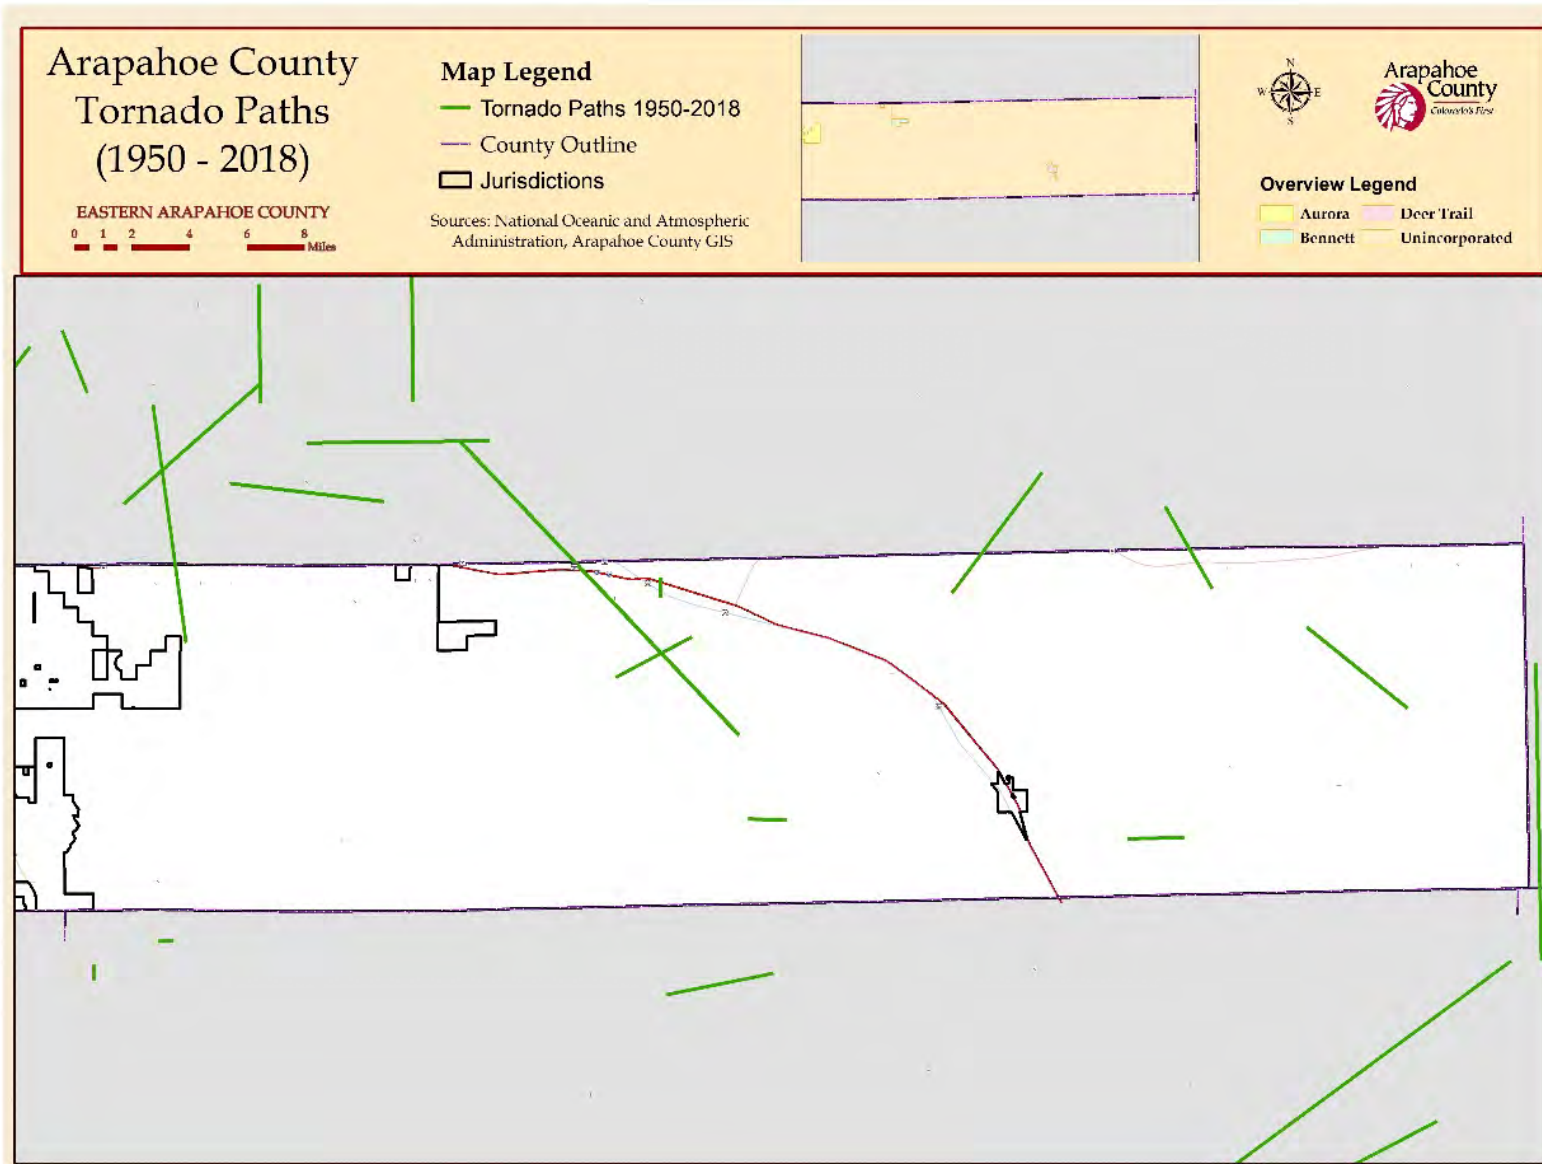 Arapahoe County
Tornado Paths
(1950 - 2018)
EASTERN ARAPAHOE COUNTY
0 1 2 4 6 8
Miles
Map Legend
Tornado Paths 1950-2018
County Outline
Jurisdictions
Sources: National Oceanic and Atmospheric
Administration, Arapahoe County GIS
N
W E
S
Arapahoe
County
Colorado's First
Overview Legend
Aurora Deer Trail
Bennett Unincorporated